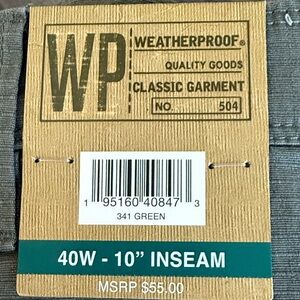 WP
WEATHERPROOF®
QUALITY GOODS
CLASSIC GARMENT
NO. 504
1 95160 40847 3
341 GREEN
40W - 10" INSEAM
MSRP $55.00